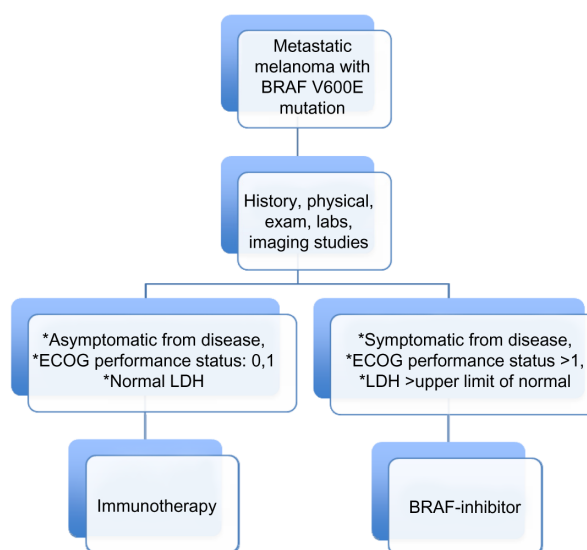 Metastatic
melanoma with
BRAF V600E
mutation
History, physical,
exam, labs,
imaging studies
*Asymptomatic from disease,
*ECOG performance status: 0,1
*Normal LDH
*Symptomatic from disease,
*ECOG performance status >1,
*LDH >upper limit of normal
Immunotherapy
BRAF-inhibitor